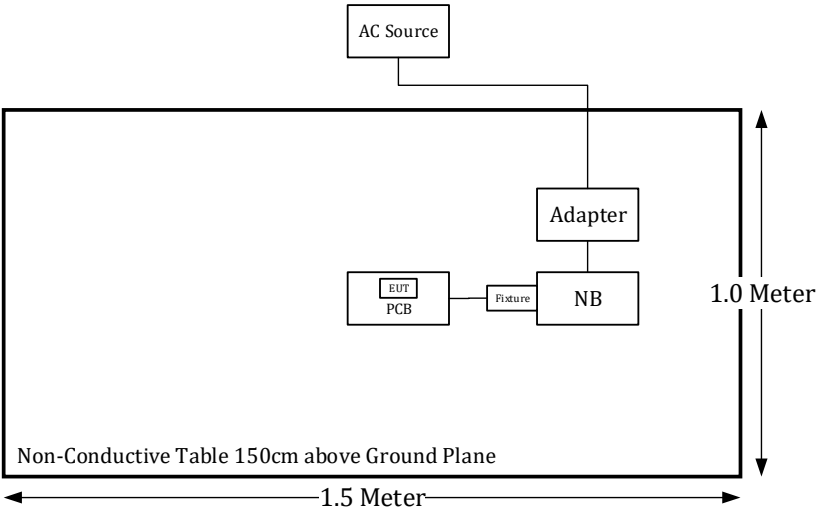 AC Source
Adapter
EUT
PCB
Fixture
NB
1.0 Meter
Non-Conductive Table 150cm above Ground Plane
1.5 Meter